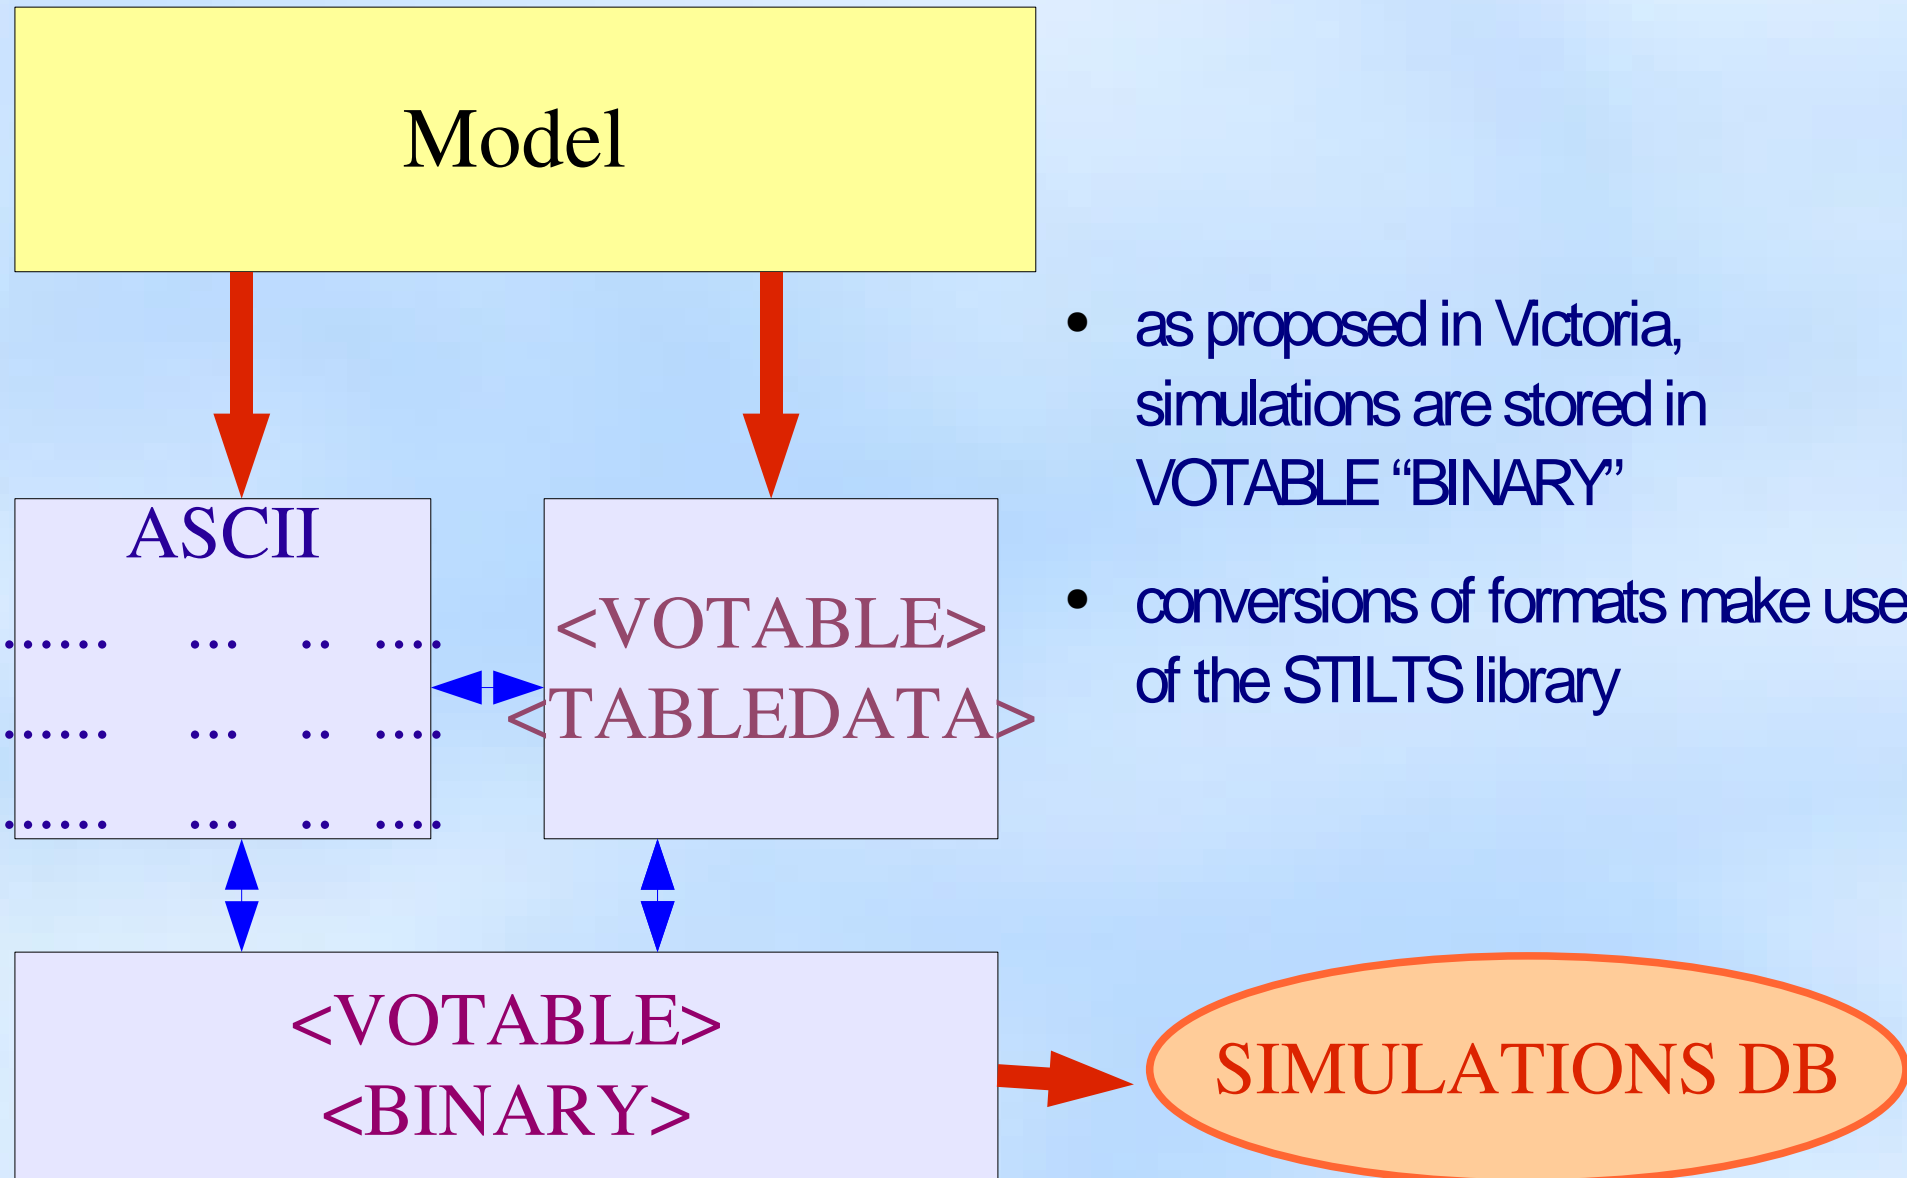 Model
ASCII
...... ... .. ....
...... ... .. ....
...... ... .. ....
<VOTABLE>
<TABLEDATA>
<VOTABLE>
<BINARY>
• as proposed in Victoria,
simulations are stored in
VOTABLE “BINARY”
• conversions of formats make use
of the STILTS library
SIMULATIONS DB